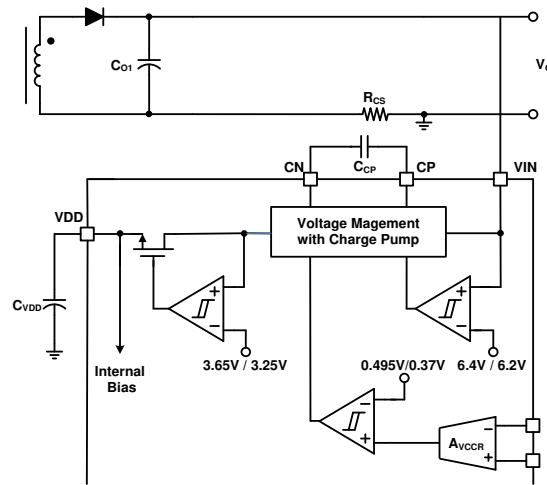 CO1
V
RCS
CN
CCP
CP
VIN
VDD
Voltage Magement
with Charge Pump
CVDD
Internal
Bias
3.65V / 3.25V
0.495V/0.37V
6.4V / 6.2V
AVCCR